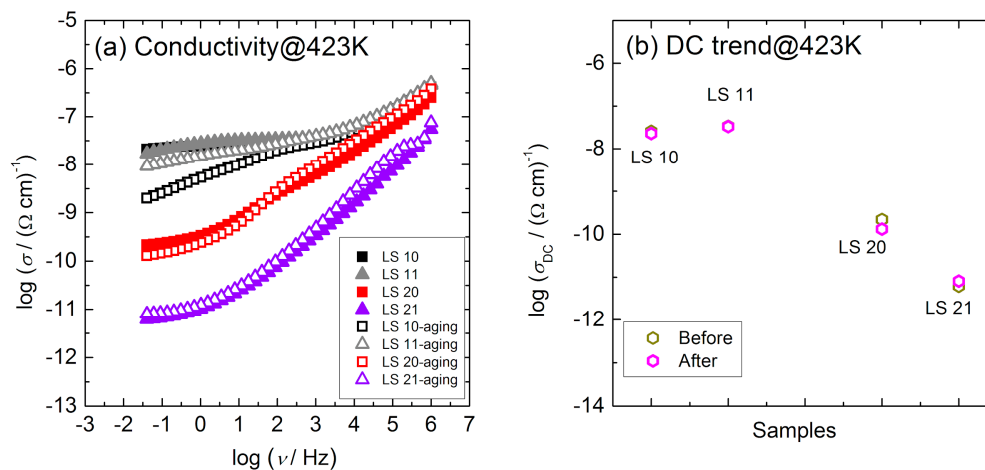 (a) Conductivity@423K
log (σ / (Ω cm)⁻¹)
-5
-6
-7
-8
-9
-10
-11
-12
-13
-3 -2 -1 0 1 2 3 4 5 6 7
log (ν / Hz)
LS 10
LS 11
LS 20
LS 21
LS 10-aging
LS 11-aging
LS 20-aging
LS 21-aging
(b) DC trend@423K
log (σDC / (Ω cm)⁻¹)
-6
-8
-10
-12
-14
LS 11
LS 10
LS 20
LS 21
Before
After
Samples